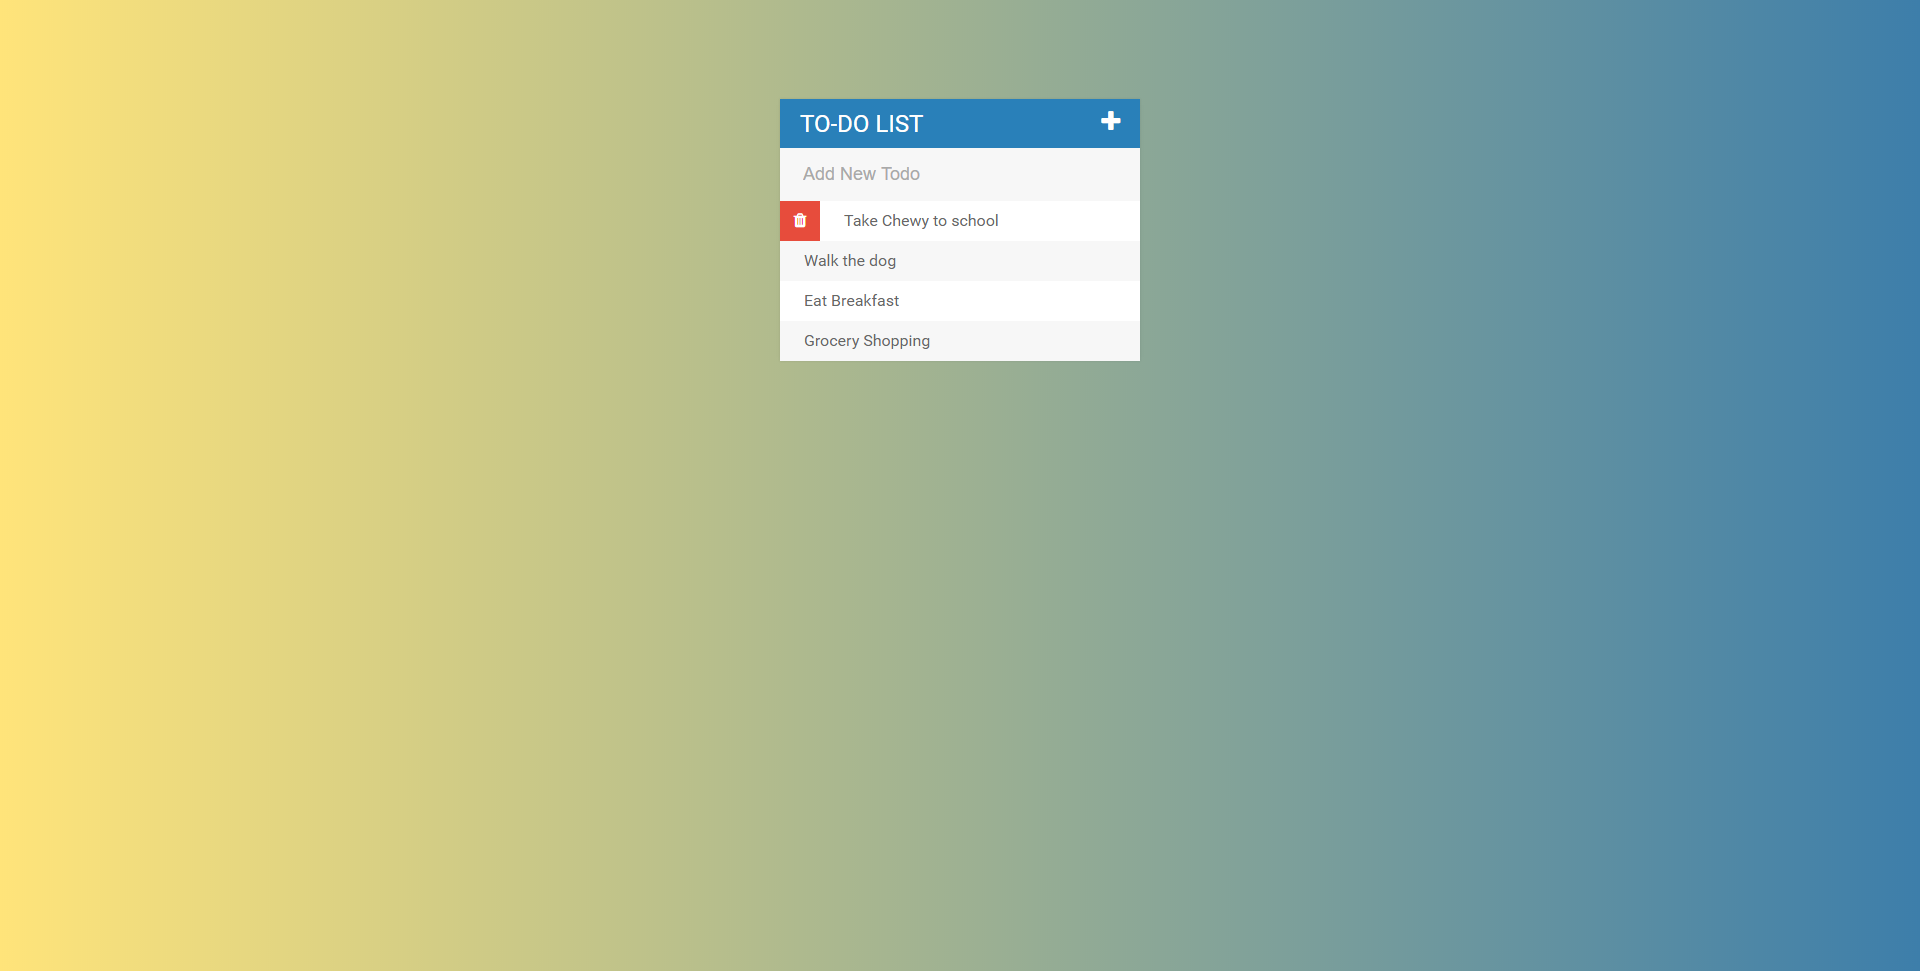 TO-DO LIST
Add New Todo
Take Chewy to school
Walk the dog
Eat Breakfast
Grocery Shopping